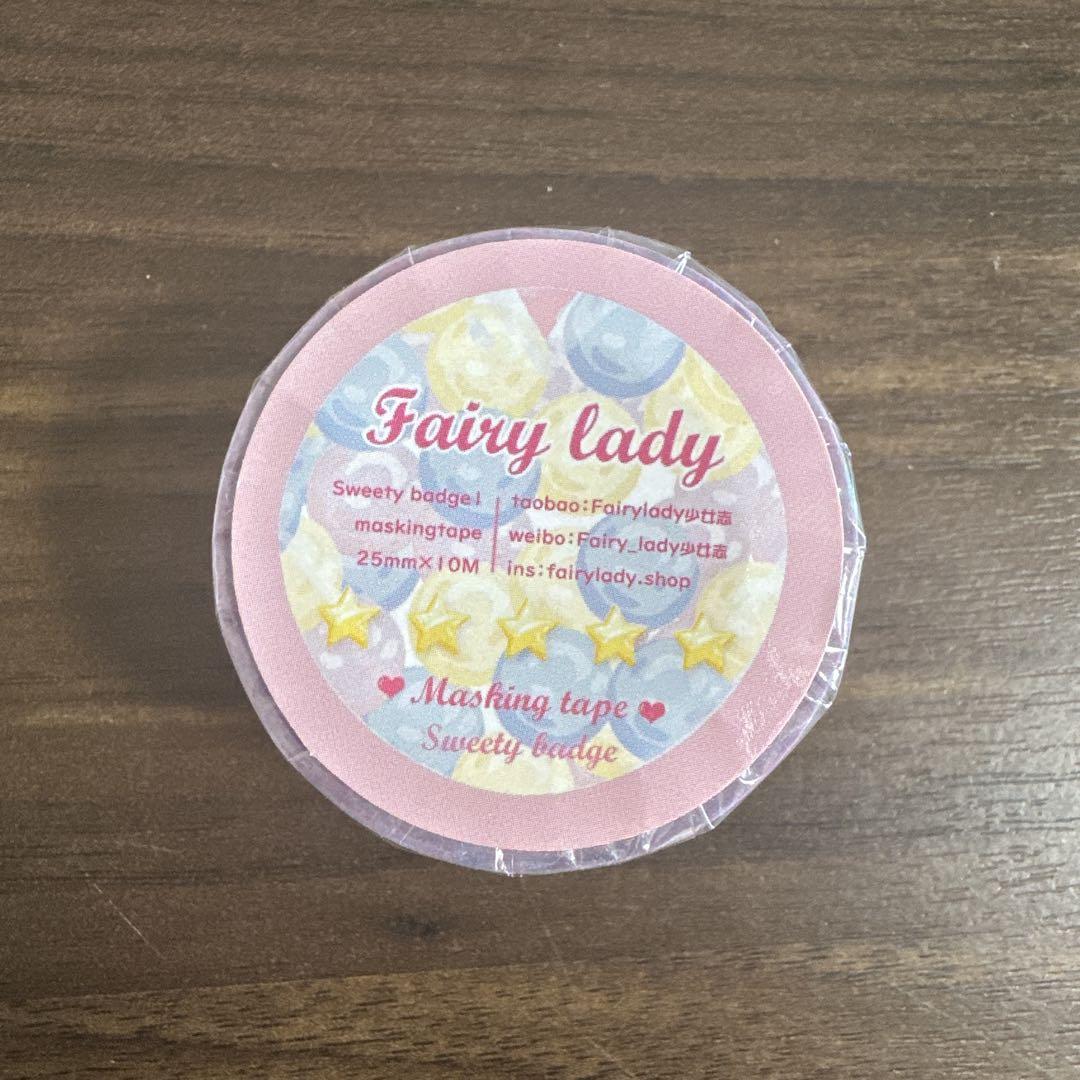 Fairy lady
Sweety badge1
maskingtape
25mm×10M
taobao:Fairylady少女志
weibo:Fairy_lady少女志
ins:fairylady.shop
Masking tape
Sweety badge